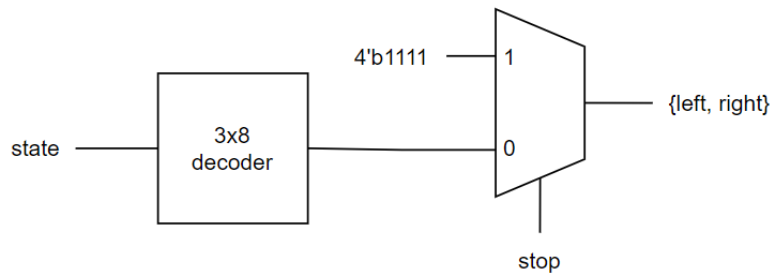 4'b1111
1
{left, right}
3x8
decoder
state
0
stop